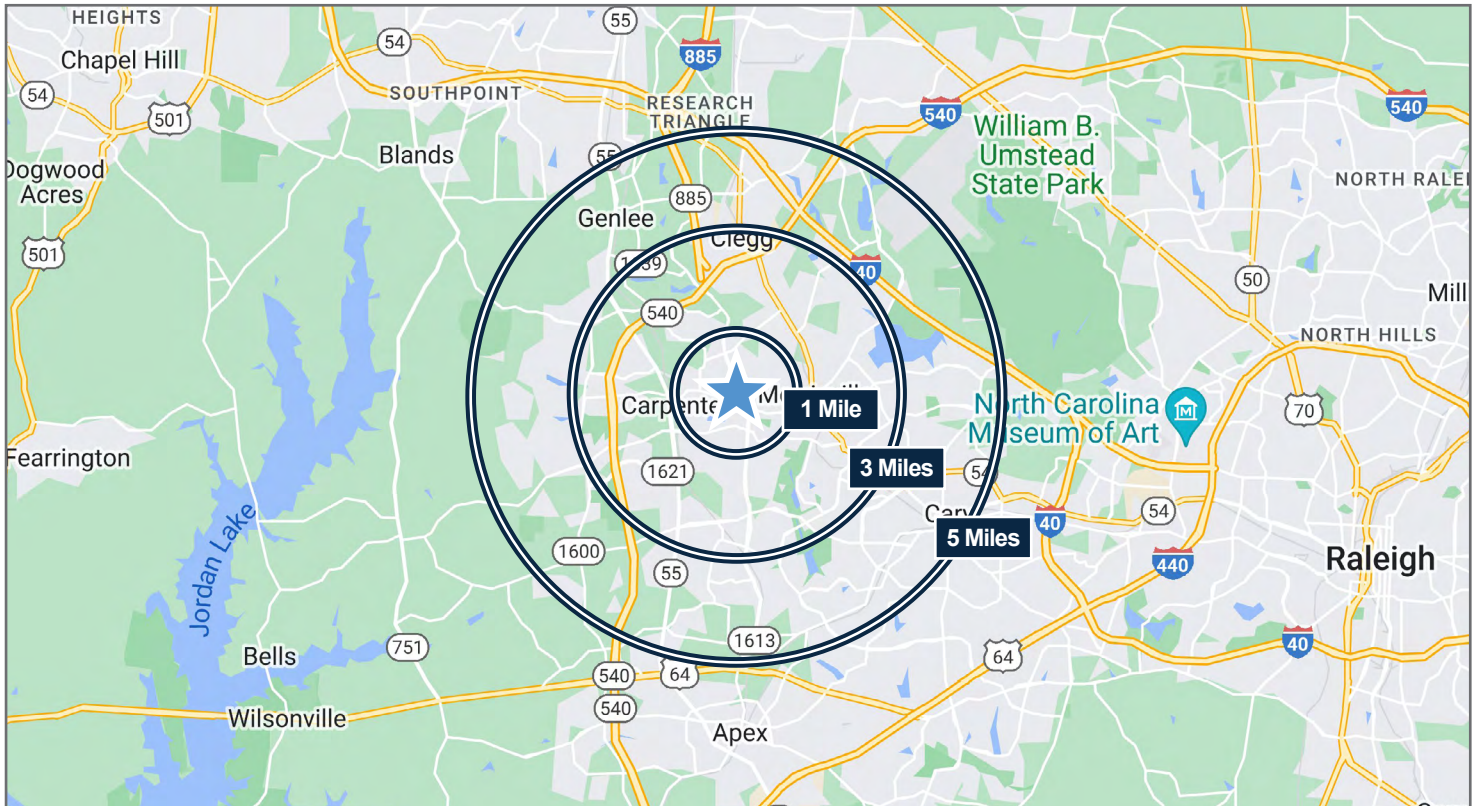 HEIGHTS
55
54
Chapel Hill
885
54
SOUTHPOINT
RESEARCH
TRIANGLE
540
540
501
William B.
Umstead
State Park
55
Blands
Dogwood
Acres
NORTH RALEI
885
Genlee
501
Clegg
40
50
Mill
540
NORTH HILLS
Carpente
1 Mile
North Carolina
Museum of Art
M
70
Fearrington
1621
3 Miles
54
Cary
54
40
5 Miles
Jordan Lake
1600
55
440
Raleigh
1613
40
Bells
751
64
540
64
540
Wilsonville
Apex